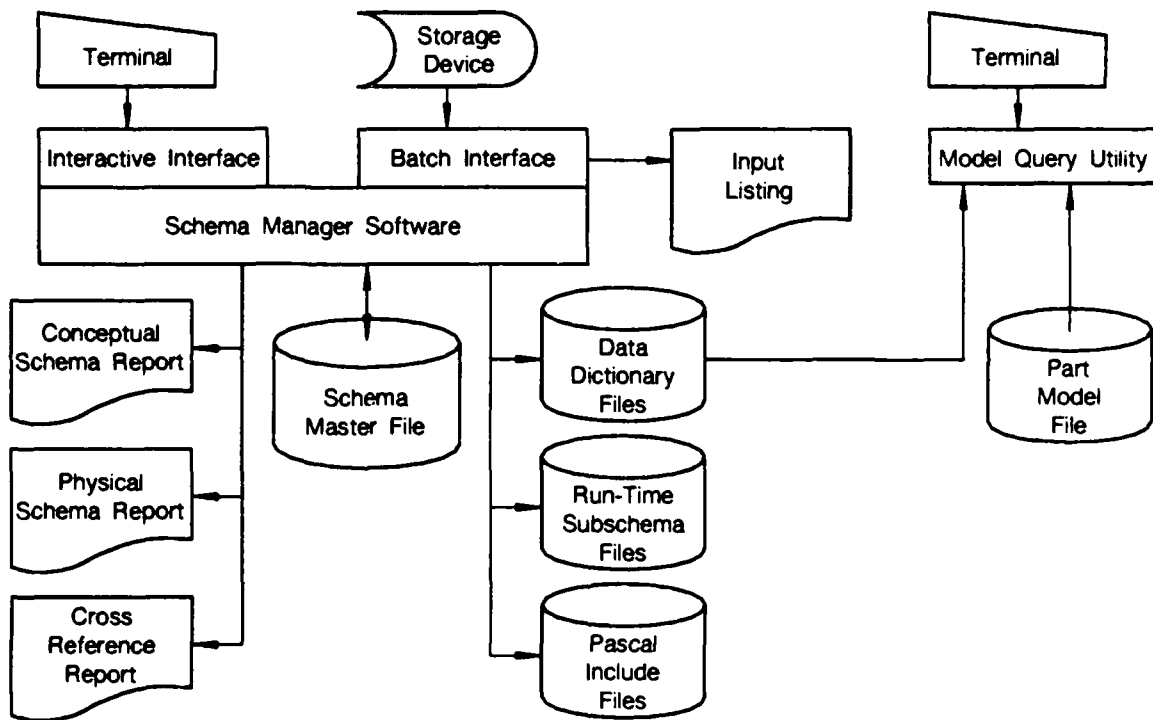 Terminal
Storage
Device
Terminal
Interactive Interface
Batch Interface
Input
Listing
Model Query Utility
Schema Manager Software
Conceptual
Schema Report
Schema
Master File
Data
Dictionary
Files
Part
Model
File
Physical
Schema Report
Run-Time
Subschema
Files
Cross
Reference
Report
Pascal
Include
Files